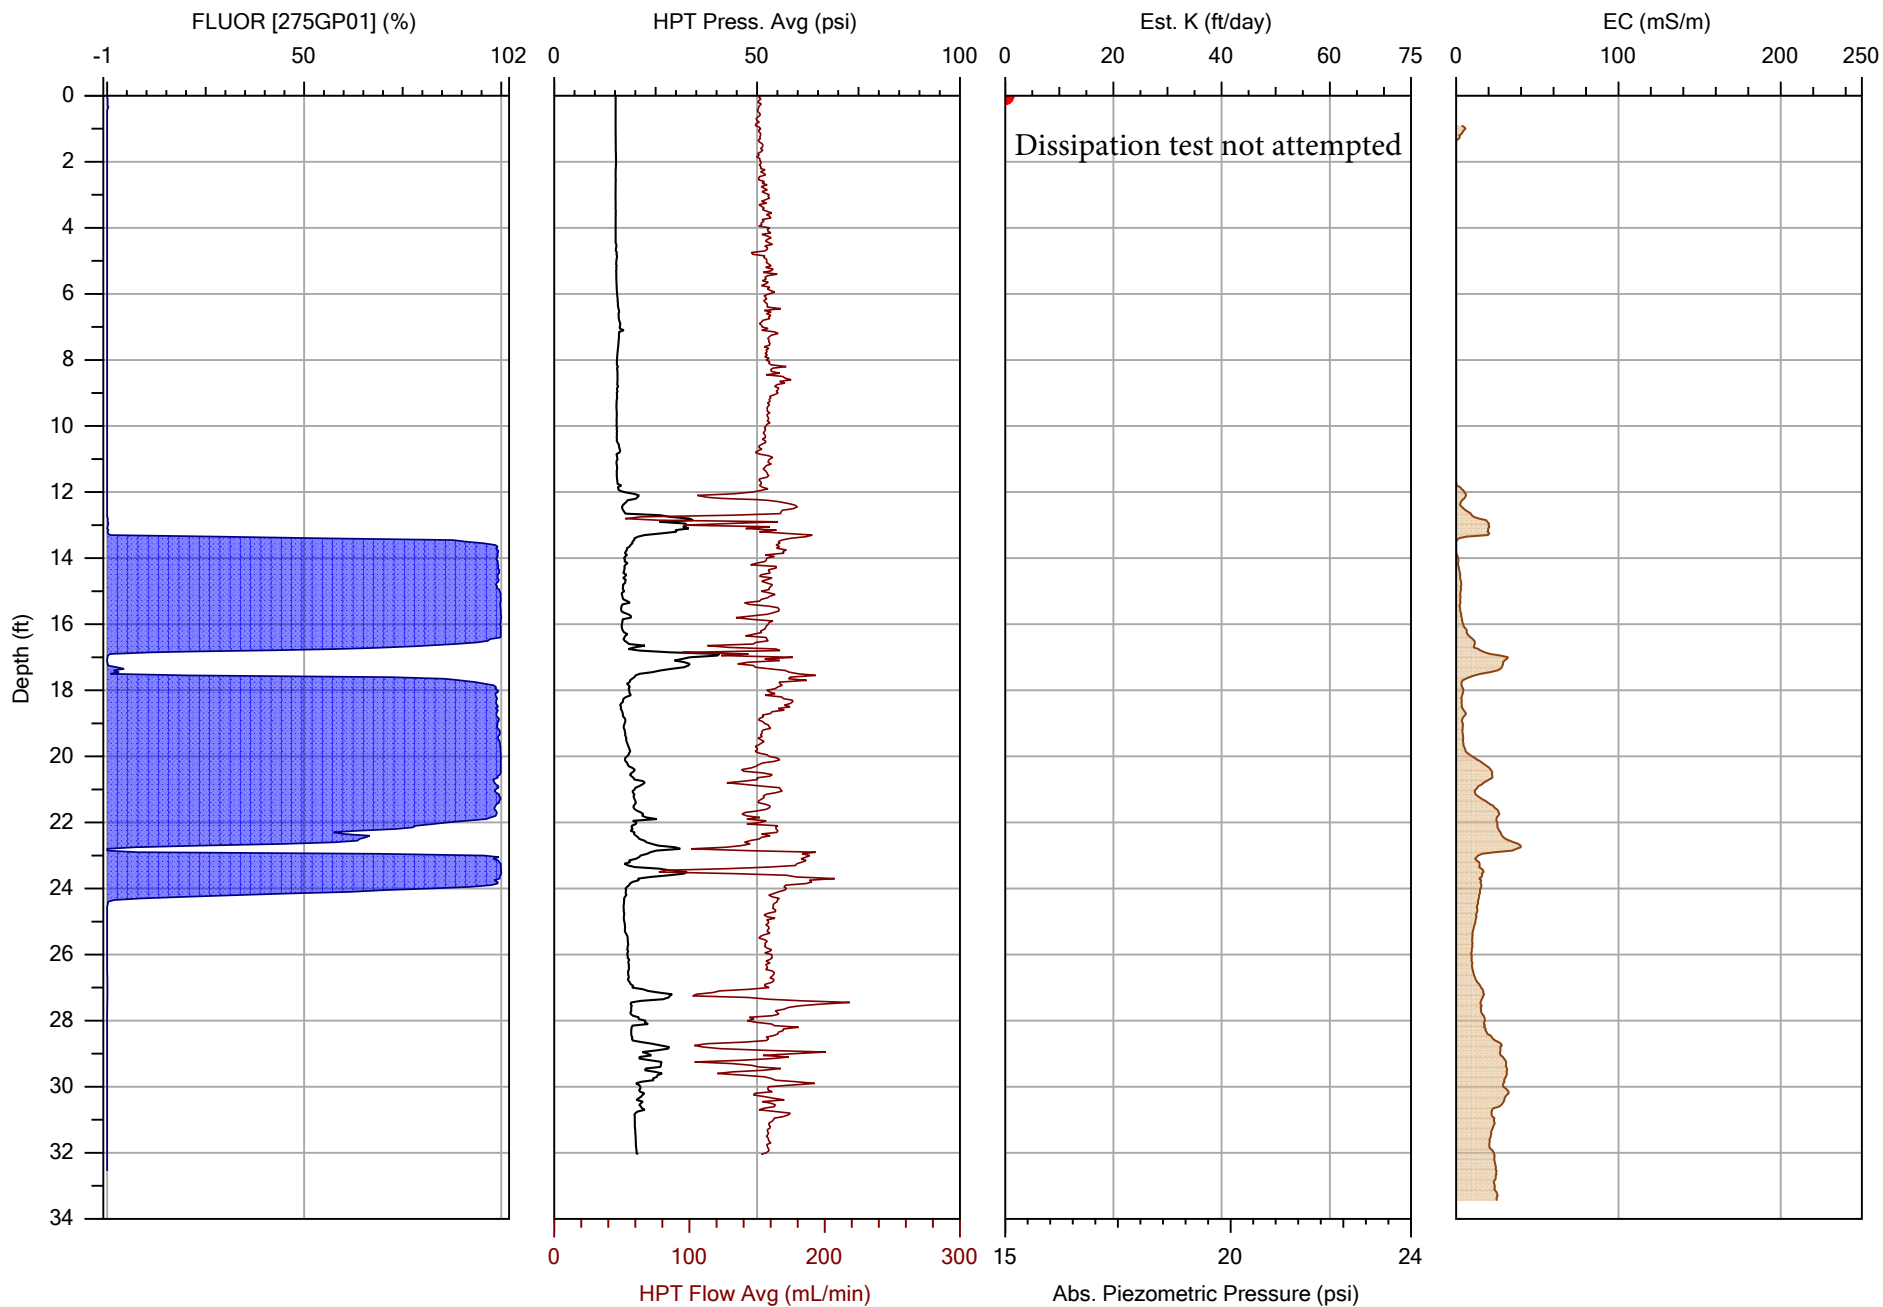 FLUOR [275GP01] (%)
HPT Press. Avg (psi)
Est. K (ft/day)
EC (mS/m)
-1 50 102
0 50 100
0 20 40 60 75
0 100 200 250
Dissipation test not attempted
Depth (ft)
0
2
4
6
8
10
12
14
16
18
20
22
24
26
28
30
32
34
0 100 200 300
15 20 24
HPT Flow Avg (mL/min)
Abs. Piezometric Pressure (psi)